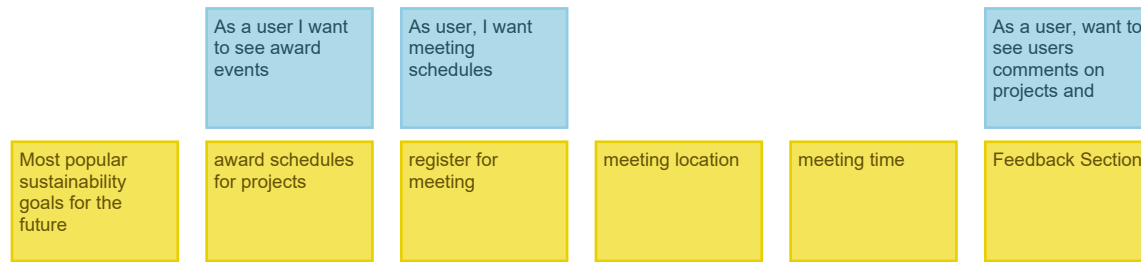 As a user I want
to see award
events
As user, I want
meeting
schedules
As a user, want to
see users
comments on
projects and
Most popular
sustainability
goals for the
future
award schedules
for projects
register for
meeting
meeting location
meeting time
Feedback Section